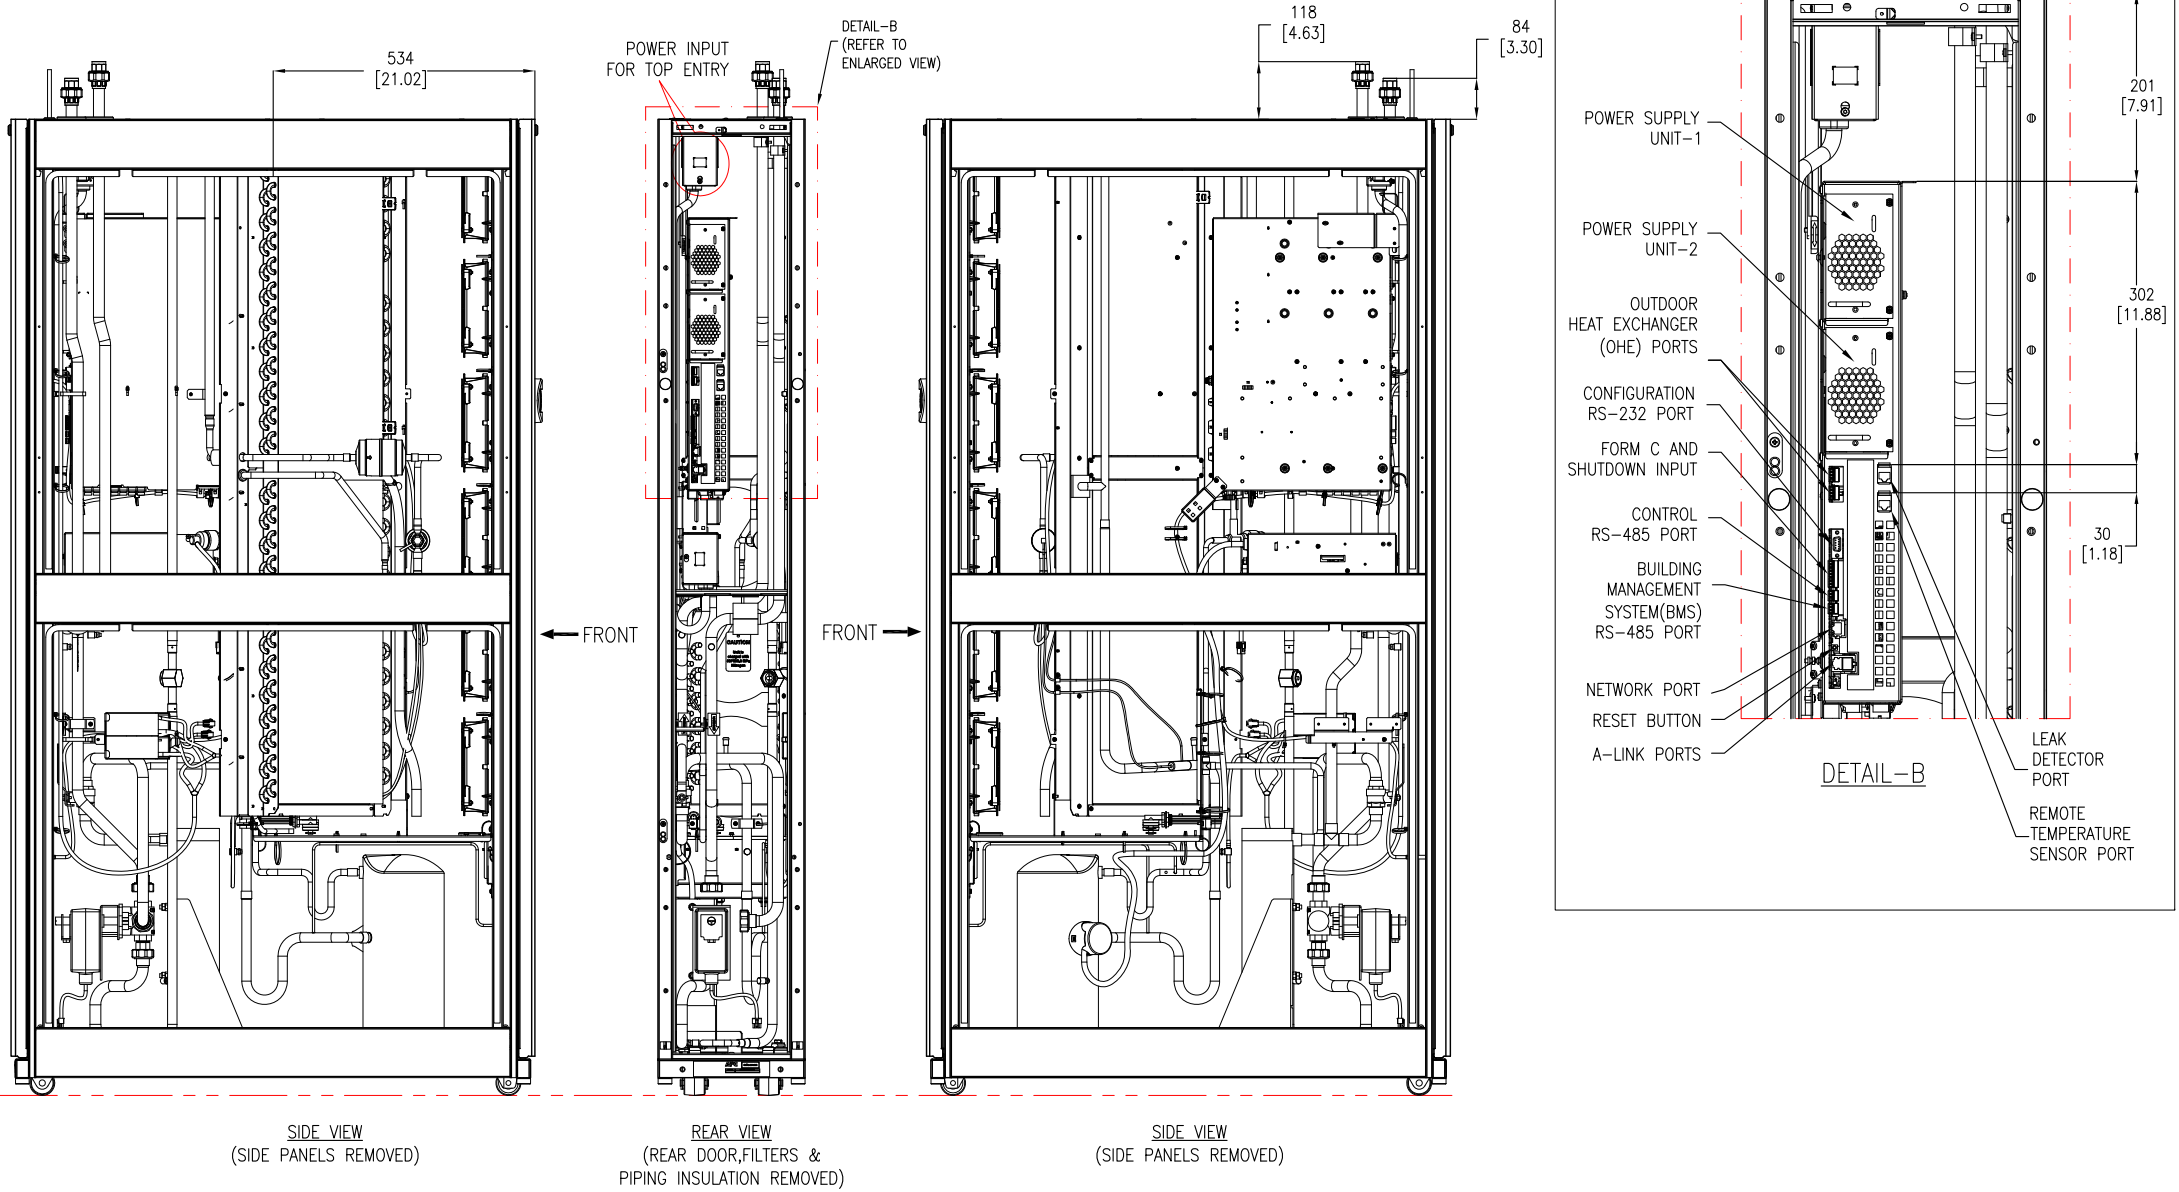 534
[21.02]
POWER INPUT
FOR TOP ENTRY
DETAIL-B
(REFER TO
ENLARGED VIEW)
118
[4.63]
84
[3.30]
FRONT
FRONT
CAUTION
SIDE VIEW
(SIDE PANELS REMOVED)
REAR VIEW
(REAR DOOR,FILTERS &
PIPING INSULATION REMOVED)
SIDE VIEW
(SIDE PANELS REMOVED)
POWER SUPPLY
UNIT-1
POWER SUPPLY
UNIT-2
OUTDOOR
HEAT EXCHANGER
(OHE) PORTS
CONFIGURATION
RS-232 PORT
FORM C AND
SHUTDOWN INPUT
CONTROL
RS-485 PORT
BUILDING
MANAGEMENT
SYSTEM(BMS)
RS-485 PORT
NETWORK PORT
RESET BUTTON
A-LINK PORTS
201
[7.91]
302
[11.88]
30
[1.18]
DETAIL-B
LEAK
DETECTOR
PORT
REMOTE
TEMPERATURE
SENSOR PORT